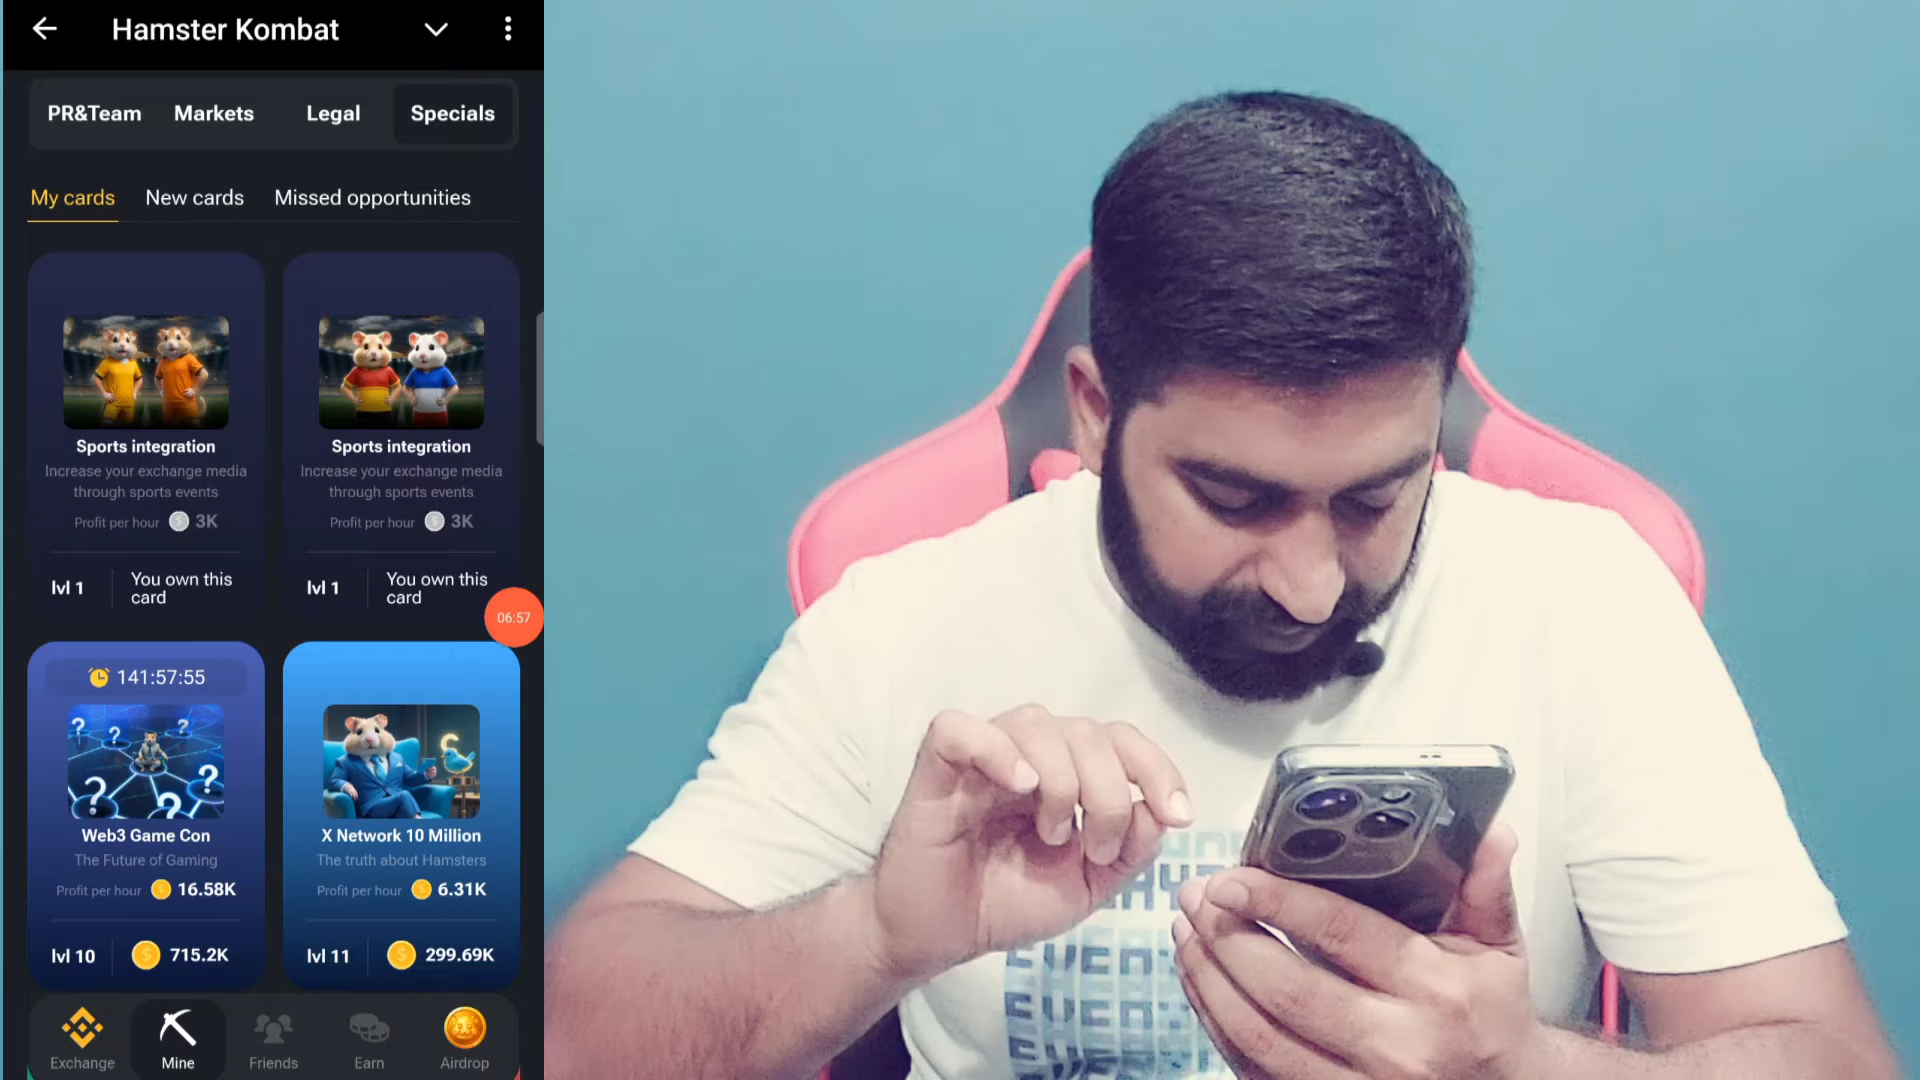 Hamster Kombat
PR&Team Markets Legal Specials
My cards New cards Missed opportunities
Sports integration
Increase your exchange media
through sports events
Profit per hour 3K
lvl 1 You own this
card
Sports integration
Increase your exchange media
through sports events
Profit per hour 3K
lvl 1 You own this
card
06:57
141:57:55
Web3 Game Con
The Future of Gaming
Profit per hour 16.58K
lvl 10 715.2K
X Network 10 Million
The truth about Hamsters
Profit per hour 6.31K
lvl 11 299.69K
Exchange Mine Friends Earn Airdrop